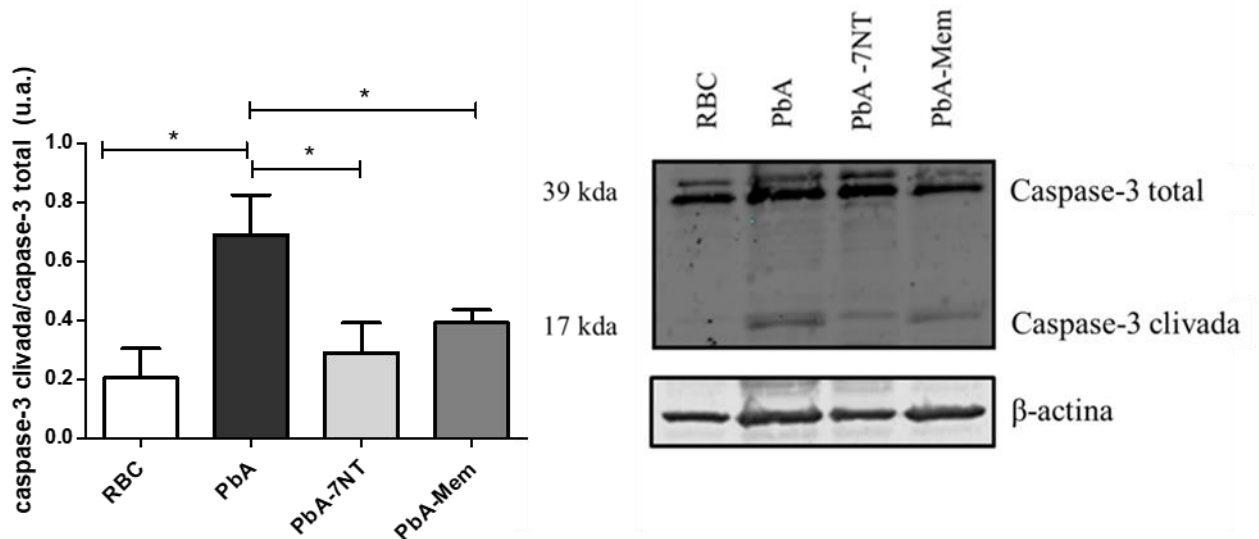 caspase-3 clivada/capase-3 total (u.a.)
*
*
*
1.0
0.8
0.6
0.4
0.2
0.0
RBC
PbA
PbA-7NT
PbA-Mem
RBC
PbA
PbA -7NT
PbA-Mem
39 kda
Caspase-3 total
17 kda
Caspase-3 clivada
β-actina